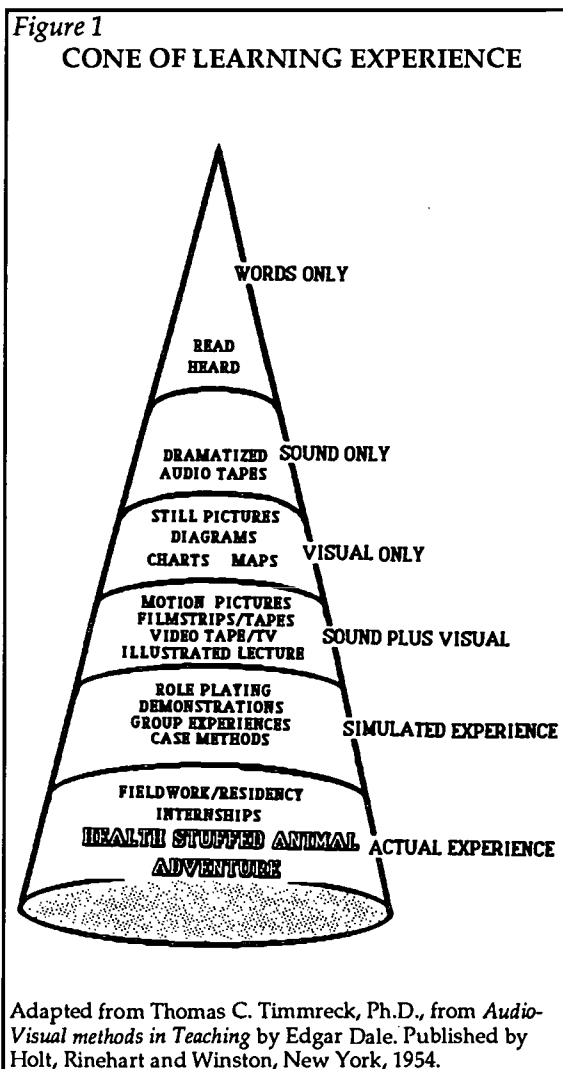 Figure 1
CONE OF LEARNING EXPERIENCE
WORDS ONLY
READ
HEARD
SOUND ONLY
DRAMATIZED
AUDIO TAPES
STILL PICTURES
DIAGRAMS
CHARTS MAPS
VISUAL ONLY
MOTION PICTURES
FILMSTRIPS/TAPES
VIDEO TAPE/TV
ILLUSTRATED LECTURE
SOUND PLUS VISUAL
ROLE PLAYING
DEMONSTRATIONS
GROUP EXPERIENCES
CASE METHODS
SIMULATED EXPERIENCE
FIELDWORK/RESIDENCY
INTERNSHIPS
HEALTH STUFFED ANIMAL
ADVENTURE
ACTUAL EXPERIENCE
Adapted from Thomas C. Timmreck, Ph.D., from Audio-
Visual methods in Teaching by Edgar Dale. Published by
Holt, Rinehart and Winston, New York, 1954.